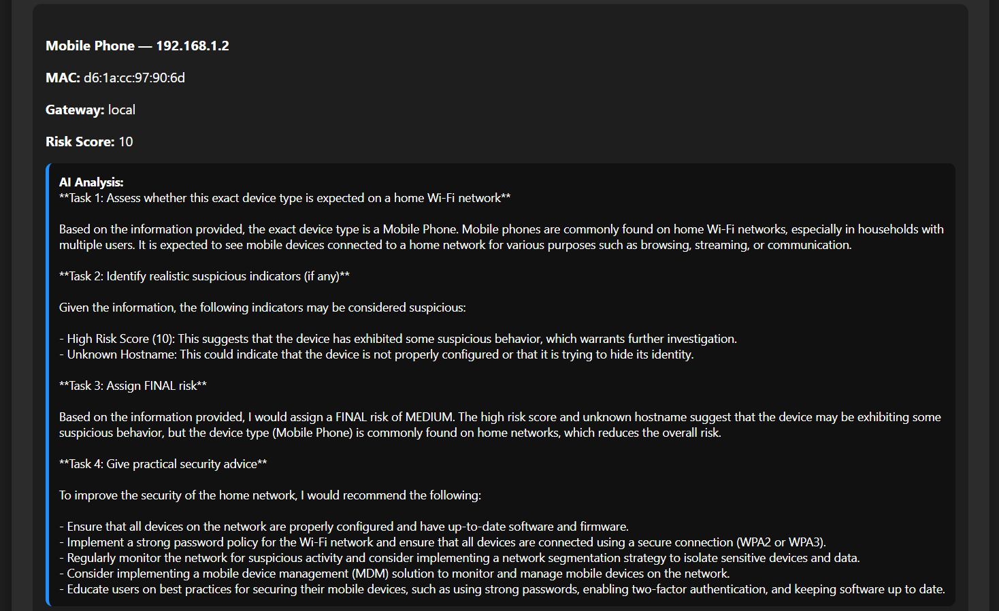 Mobile Phone — 192.168.1.2
MAC: d6:1a:cc:97:90:6d
Gateway: local
Risk Score: 10
AI Analysis:
**Task 1: Assess whether this exact device type is expected on a home Wi-Fi network**
Based on the information provided, the exact device type is a Mobile Phone. Mobile phones are commonly found on home Wi-Fi networks, especially in households with
multiple users. It is expected to see mobile devices connected to a home network for various purposes such as browsing, streaming, or communication.
**Task 2: Identify realistic suspicious indicators (if any)**
Given the information, the following indicators may be considered suspicious:
- High Risk Score (10): This suggests that the device has exhibited some suspicious behavior, which warrants further investigation.
- Unknown Hostname: This could indicate that the device is not properly configured or that it is trying to hide its identity.
**Task 3: Assign FINAL risk**
Based on the information provided, I would assign a FINAL risk of MEDIUM. The high risk score and unknown hostname suggest that the device may be exhibiting some
suspicious behavior, but the device type (Mobile Phone) is commonly found on home networks, which reduces the overall risk.
**Task 4: Give practical security advice**
To improve the security of the home network, I would recommend the following:
- Ensure that all devices on the network are properly configured and have up-to-date software and firmware.
- Implement a strong password policy for the Wi-Fi network and ensure that all devices are connected using a secure connection (WPA2 or WPA3).
- Regularly monitor the network for suspicious activity and consider implementing a network segmentation strategy to isolate sensitive devices and data.
- Consider implementing a mobile device management (MDM) solution to monitor and manage mobile devices on the network.
- Educate users on best practices for securing their mobile devices, such as using strong passwords, enabling two-factor authentication, and keeping software up to date.